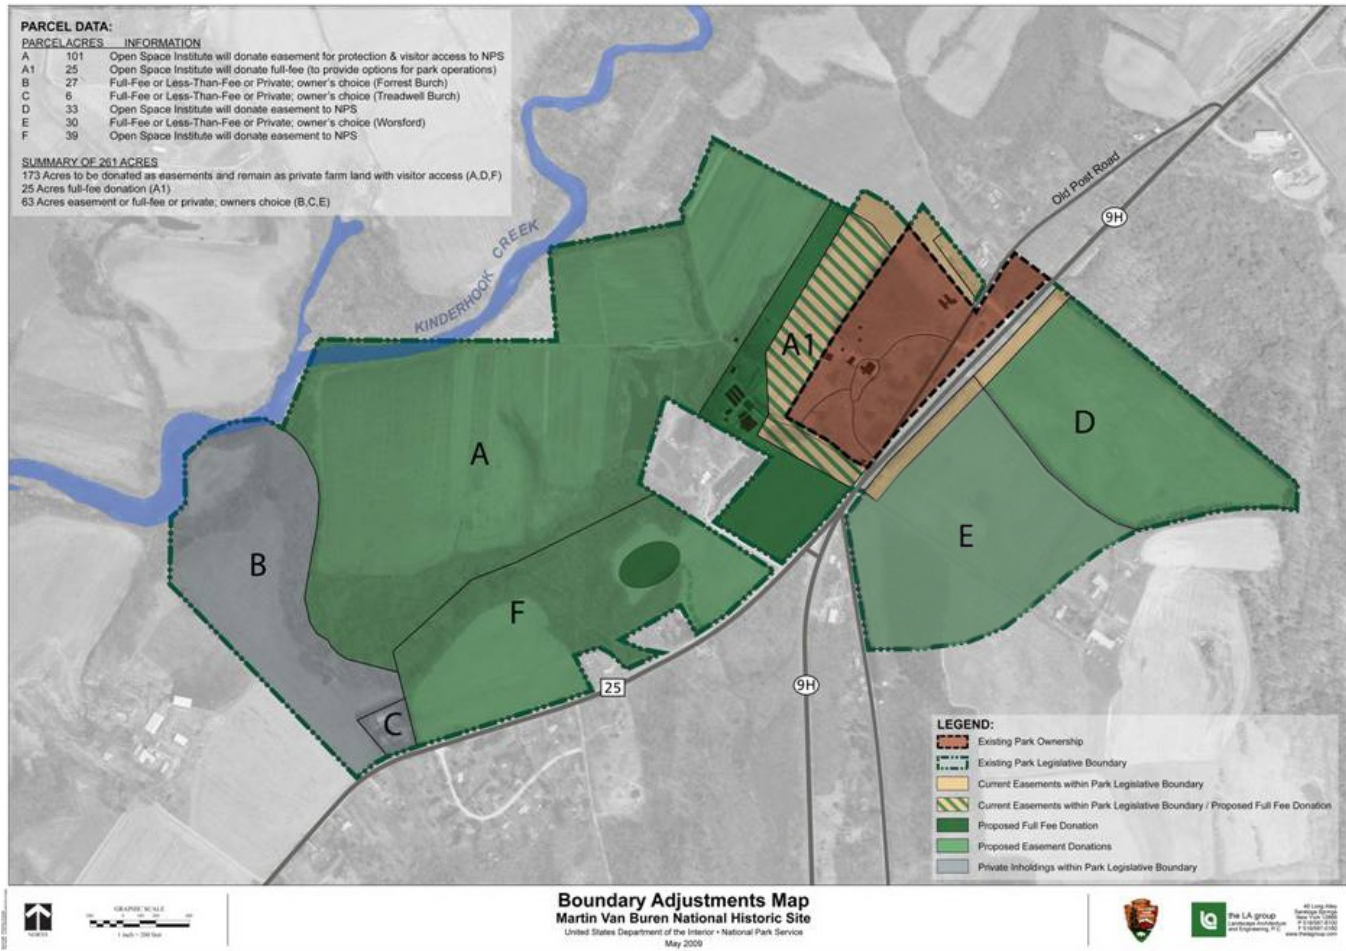 PARCEL DATA:
PARCEL ACRES INFORMATION
A 101 Open Space Institute will donate easement for protection & visitor access to NPS
A1 25 Open Space Institute will donate full-fee (to provide options for park operations)
B 27 Full-Fee or Less-Than-Fee or Private; owner's choice (Forrest Burch)
C 6 Full-Fee or Less-Than-Fee or Private; owner's choice (Treadwell Burch)
D 33 Open Space Institute will donate easement to NPS
E 30 Full-Fee or Less-Than-Fee or Private; owner's choice (Worsford)
F 39 Open Space Institute will donate easement to NPS
SUMMARY OF 261 ACRES
173 Acres to be donated as easements and remain as private farm land with visitor access (A,D,F)
25 Acres full-fee donation (A1)
63 Acres easement or full-fee or private; owners choice (B,C,E)
Old Post Road
9H
KINDERHOOK CREEK
A1
A
D
E
B
F
C
25
9H
LEGEND:
Existing Park Ownership
Existing Park Legislative Boundary
Current Easements within Park Legislative Boundary
Current Easements within Park Legislative Boundary / Proposed Full Fee Donation
Proposed Full Fee Donation
Proposed Easement Donations
Private Inholdings within Park Legislative Boundary
NORTH
GRAPHIC SCALE
Boundary Adjustments Map
Martin Van Buren National Historic Site
United States Department of the Interior • National Park Service
May 2009
la
the LA group
Landscape Architecture
and Engineering, P.C.